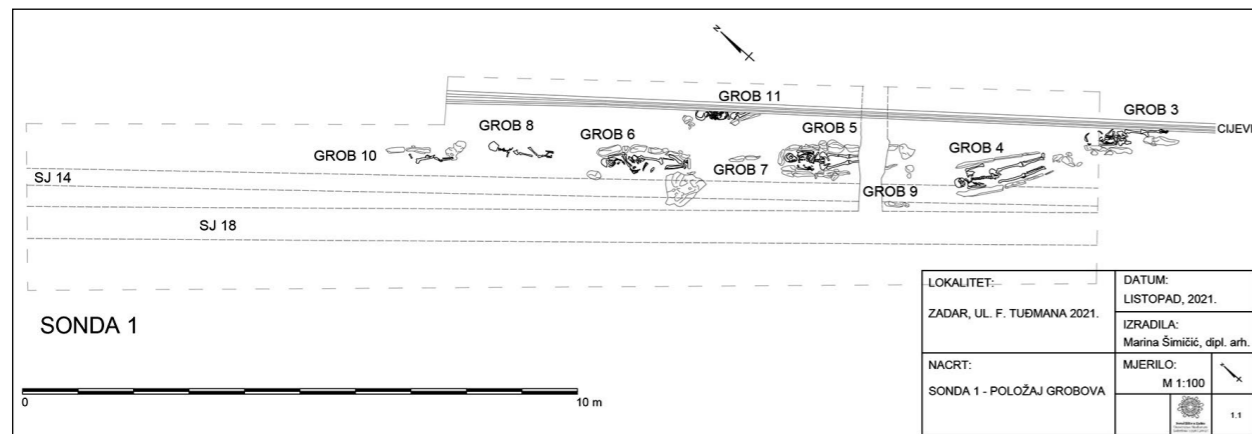 N
GROB 11
GROB 3
CIJEVI
GROB 8
GROB 6
GROB 5
GROB 10
GROB 7
GROB 4
SJ 14
GROB 9
SJ 18
SONDA 1
0
10 m
LOKALITET:
ZADAR, UL. F. TUĐMANA 2021.
DATUM:
LISTOPAD, 2021.
IZRADILA:
Marina Šimičić, dipl. arh.
NACRT:
SONDA 1 - POLOŽAJ GROBOVA
MJERILO:
M 1:100
1.1